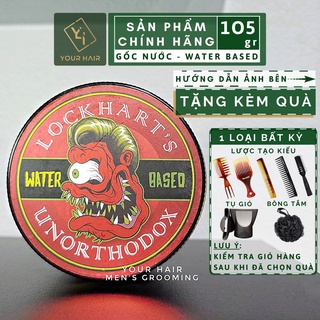 YOUR HAIR
SẢN PHẨM
CHÍNH HÃNG
105
gr
GỐC NƯỚC - WATER BASED
HƯỚNG DẪN ẢNH BÊN
TẶNG KÈM QUÀ
1 LOẠI BẤT KỲ
LƯỢC TẠO KIỂU
TỤ GIÓ
BÔNG TẮM
LƯU Ý:
KIỂM TRA GIỎ HÀNG
SAU KHI ĐÃ CHỌN QUÀ
LOCKHART'S
WATER BASED
UNORTHODOX
YOUR HAIR
MEN'S GROOMING